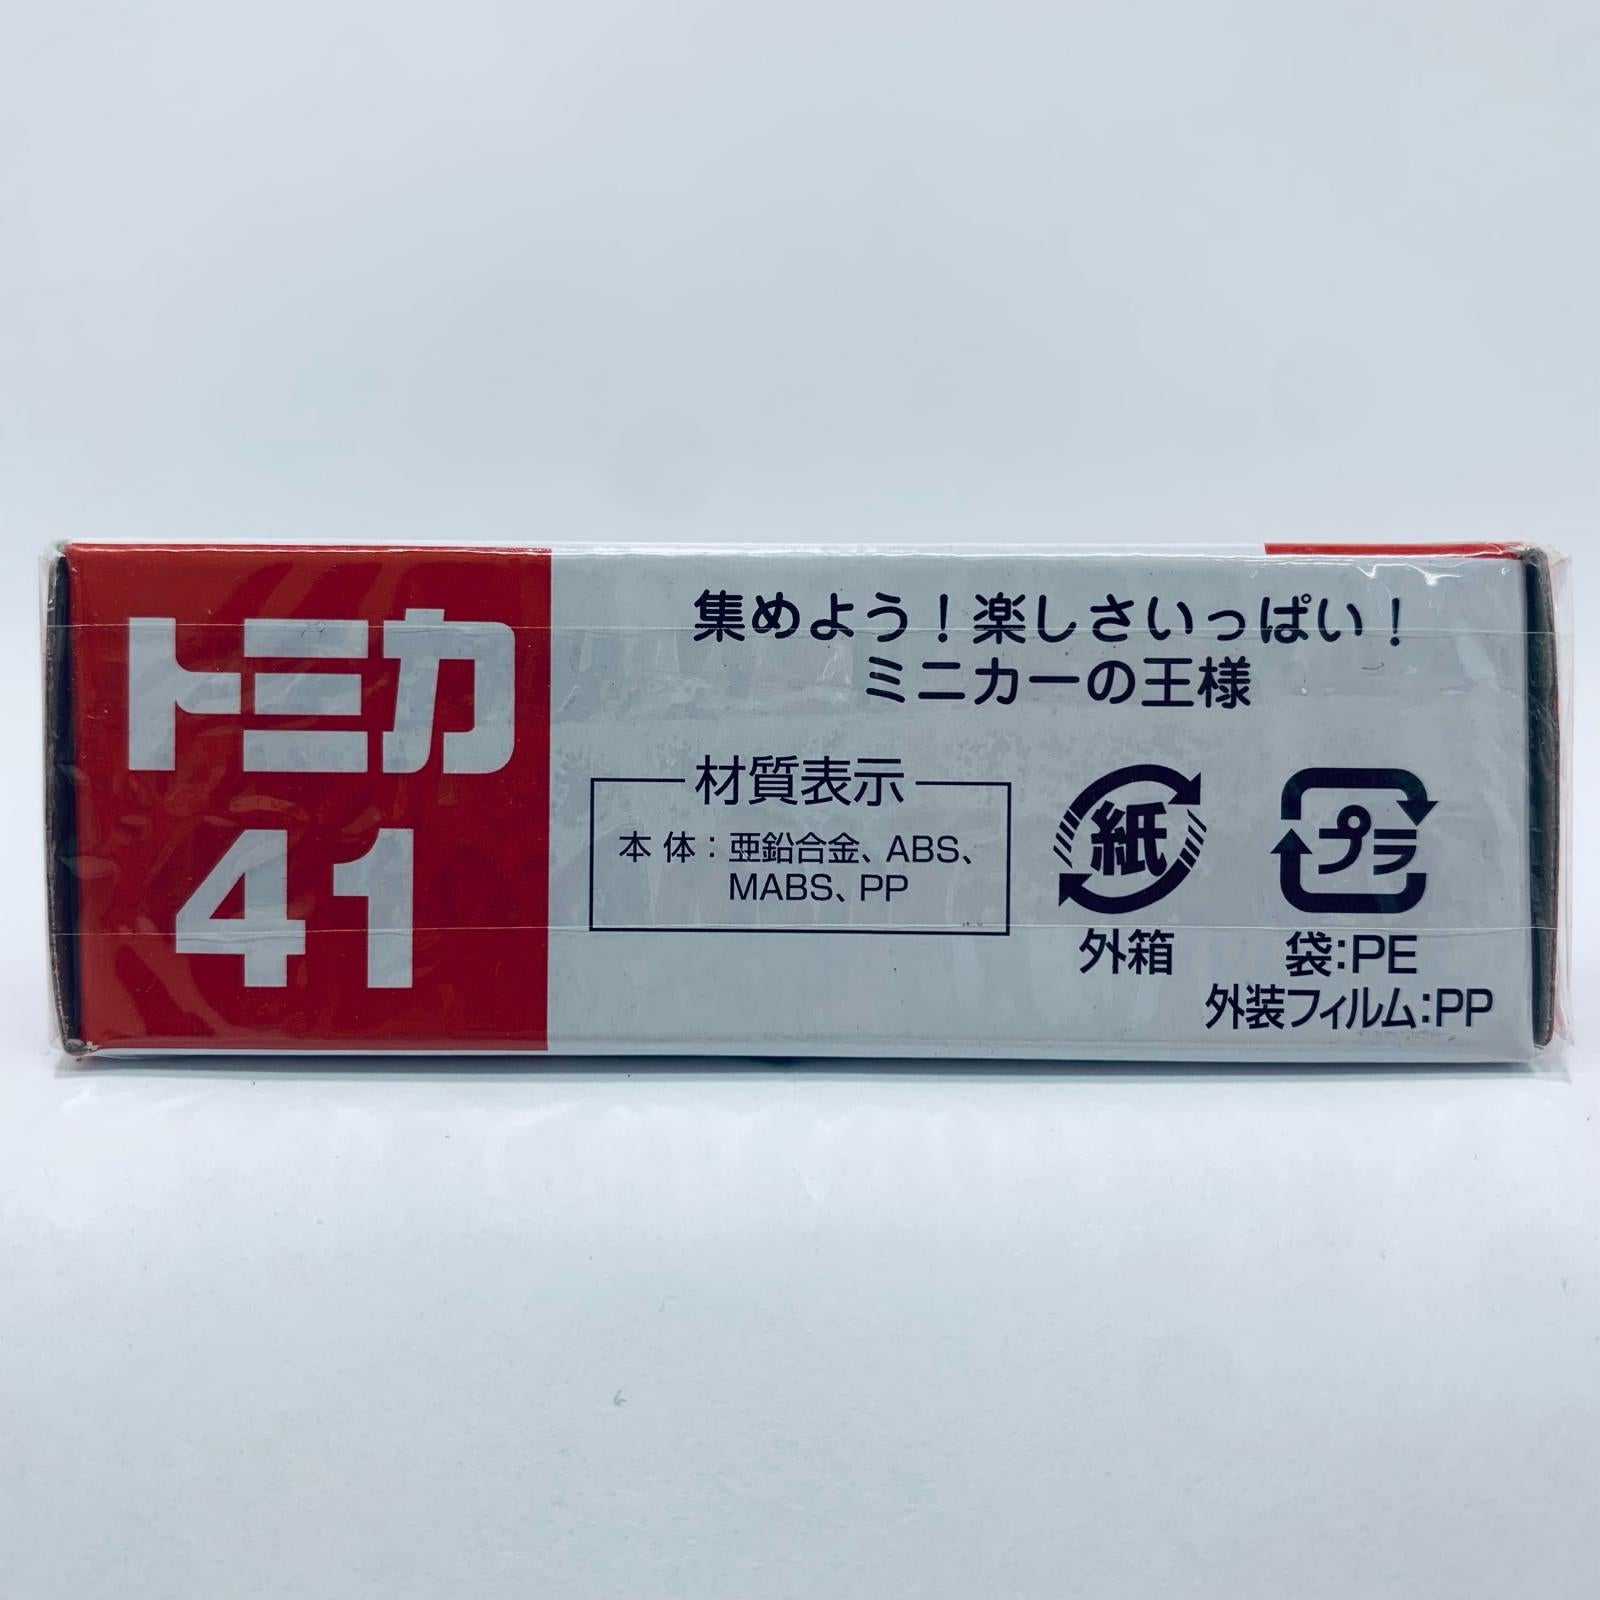 トミカ
41
集めよう！楽しさいっぱい！
ミニカーの王様
材質表示
本体：亜鉛合金、ABS、
MABS、PP
紙
外箱
プラ
袋:PE
外装フィルム:PP